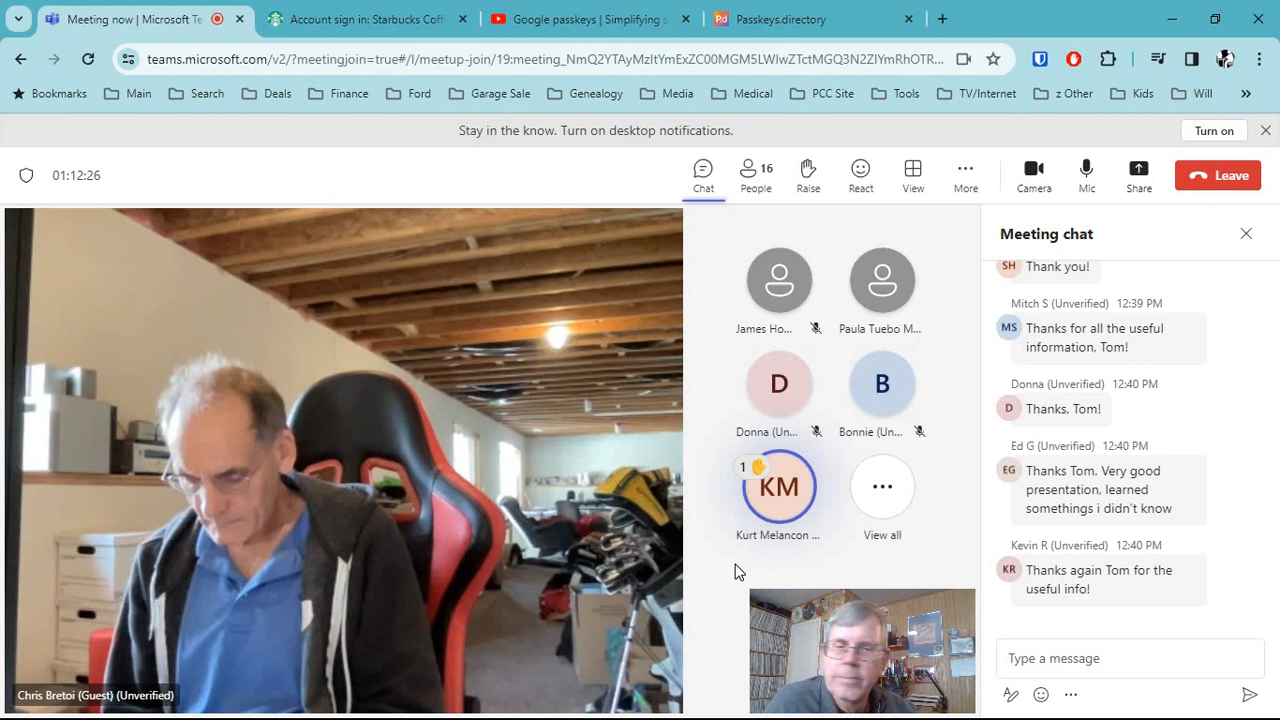 Meeting now | Microsoft Te
Account sign in: Starbucks Coff
Google passkeys | Simplifying s
Pd Passkeys.directory
teams.microsoft.com/v2/?meetingjoin=true#/l/meetup-join/19:meeting_NmQ2YTAyMzItYmExZC00MGM5LWIwZTctMGQ3N2ZlYmRhOTR...
Bookmarks Main Search Deals Finance Ford Garage Sale Genealogy Media Medical PCC Site Tools TV/Internet z Other Kids Will
Stay in the know. Turn on desktop notifications.
Turn on
01:12:26
16
Chat People Raise React View More Camera Mic Share Leave
Meeting chat
SH
Thank you!
Mitch S (Unverified) 12:39 PM
MS
Thanks for all the useful
information, Tom!
Donna (Unverified) 12:40 PM
D
Thanks, Tom!
Ed G (Unverified) 12:40 PM
EG
Thanks Tom. Very good
presentation, learned
somethings i didn't know
Kevin R (Unverified) 12:40 PM
KR
Thanks again Tom for the
useful info!
Type a message
James Ho...
Paula Tuebo M...
D
B
Donna (Un...
Bonnie (Un...
1
KM
Kurt Melancon ...
View all
Chris Bretoi (Guest) (Unverified)